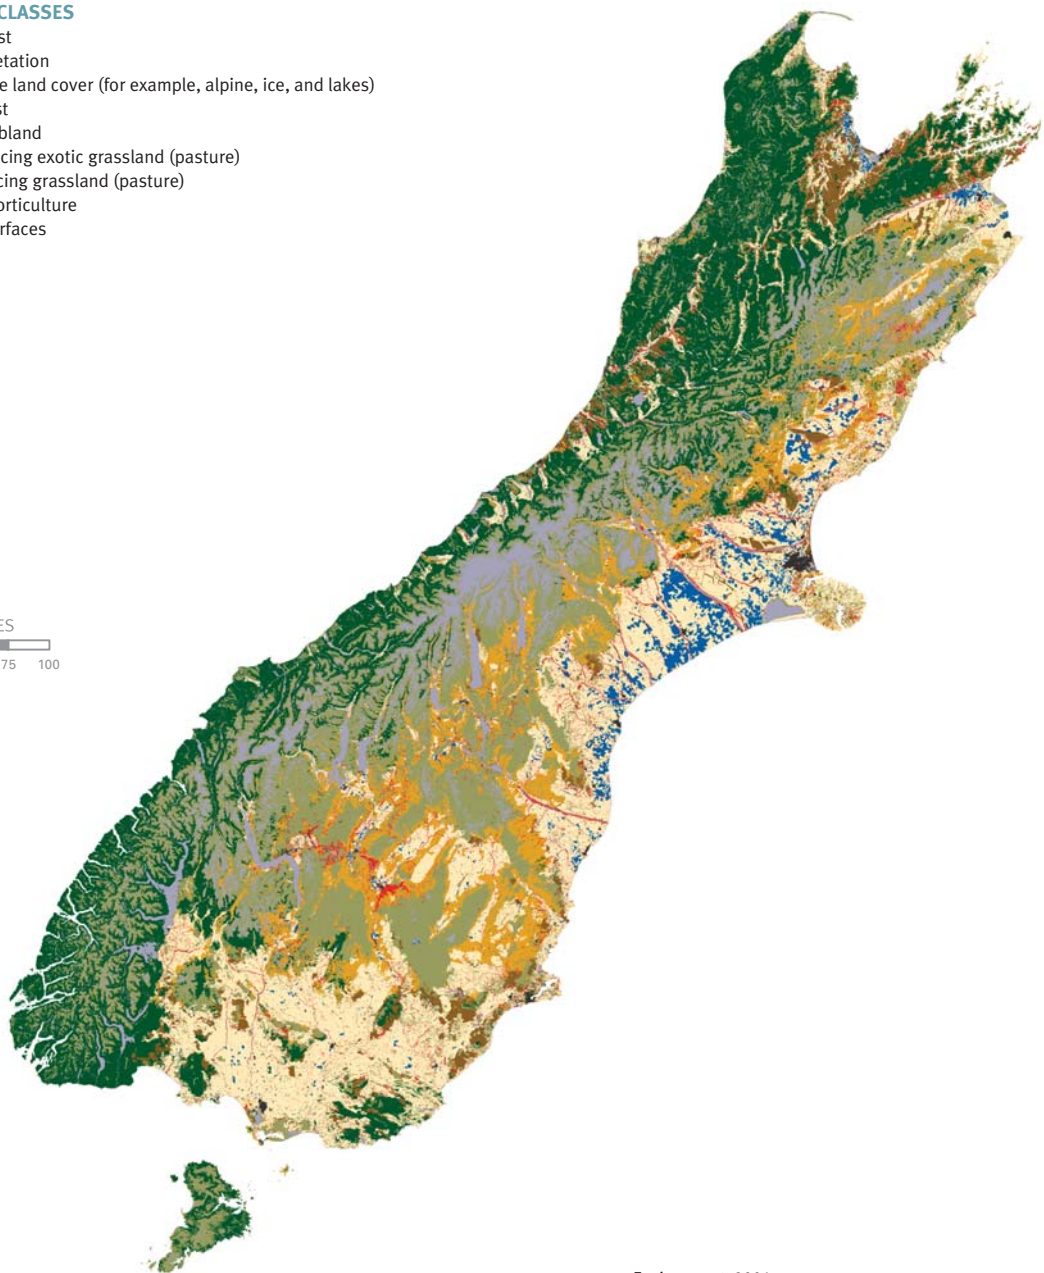 CLASSES
st
etation
e land cover (for example, alpine, ice, and lakes)
st
bland
cing exotic grassland (pasture)
cing grassland (pasture)
orticulture
rfaces
ES
75 100